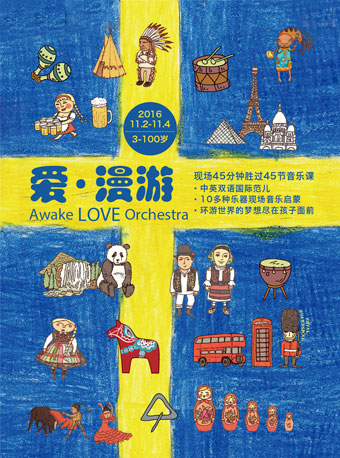 2016
11.2-11.4
3-100岁
爱·漫游
Awake LOVE Orchestra
现场45分钟胜过45节音乐课
·中英双语国际范儿
·10多种乐器现场音乐启蒙
·环游世界的梦想尽在孩子面前